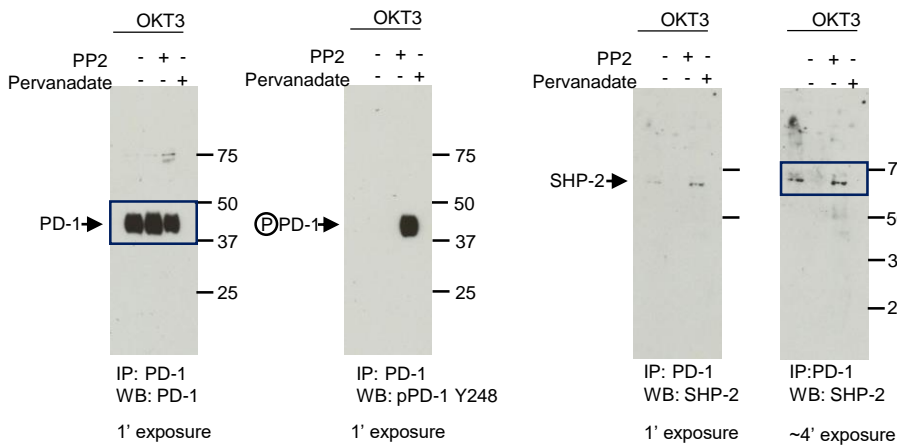 OKT3
PP2 - + -
Pervanadate - - +
75
50
PD-1
37
25
IP: PD-1
WB: PD-1
1' exposure
OKT3
PP2 - + -
Pervanadate - - +
75
50
P PD-1
37
25
IP: PD-1
WB: pPD-1 Y248
1' exposure
OKT3
PP2 - + -
Pervanadate - - +
SHP-2
IP: PD-1
WB: SHP-2
1' exposure
OKT3
- + -
- - +
7
50
3
2
IP:PD-1
WB: SHP-2
~4' exposure